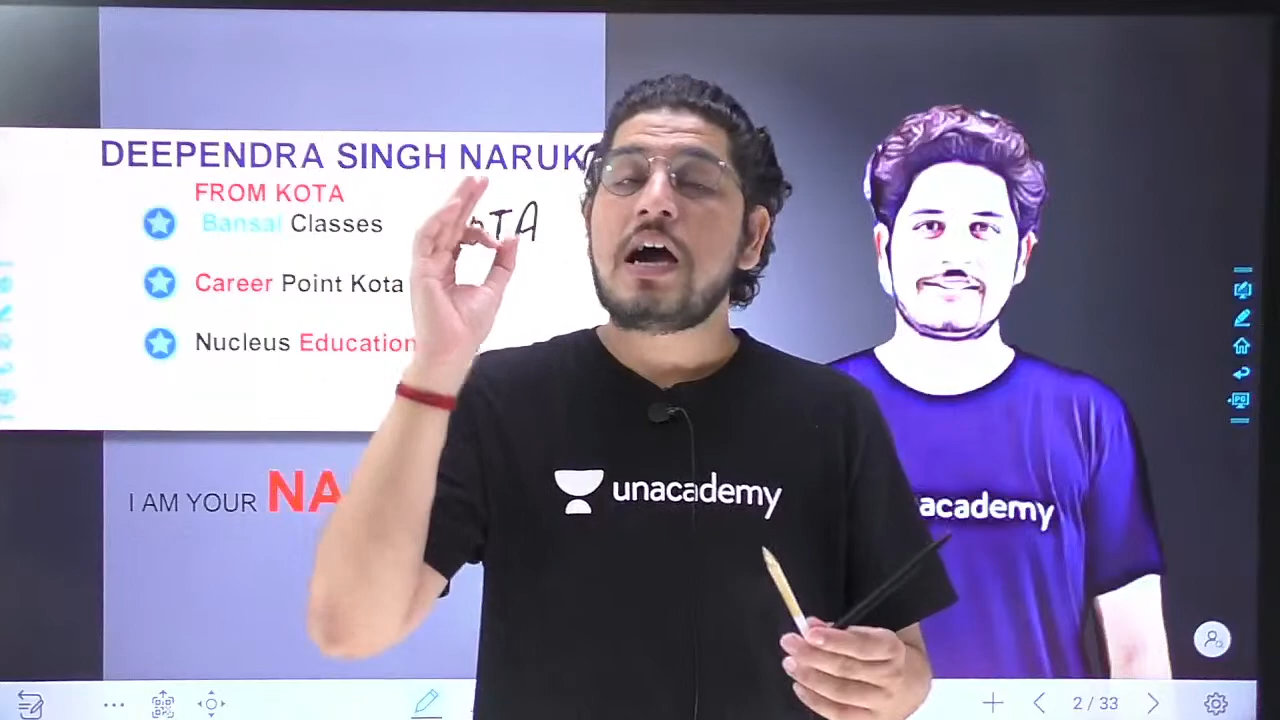 DEEPENDRA SINGH NARUK
FROM KOTA
Bansal Classes
TA
Career Point Kota
Nucleus Education
I AM YOUR NA
unacademy
academy
2 / 33